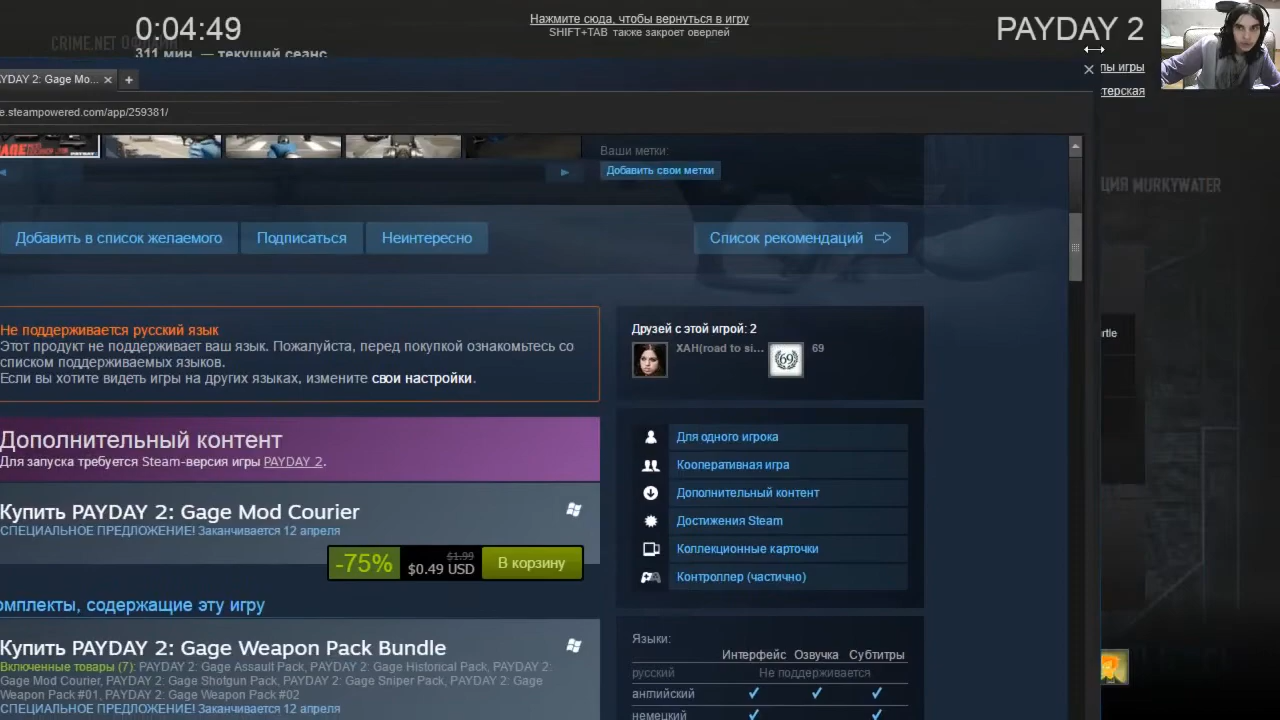 0:04:49
311 мин. — текущий сеанс
CRIME.NET
Нажмите сюда, чтобы вернуться в игру
SHIFT+TAB также закроет оверлей
PAYDAY 2
пы игры
терская
AYDAY 2: Gage Mo...
e.steampowered.com/app/259381/
Ваши метки:
Добавить свои метки
ЦИЯ MURKYWATER
Добавить в список желаемого
Подписаться
Неинтересно
Список рекомендаций
Не поддерживается русский язык
Этот продукт не поддерживает ваш язык. Пожалуйста, перед покупкой ознакомьтесь со
списком поддерживаемых языков.
Если вы хотите видеть игры на других языках, измените свои настройки.
Друзей с этой игрой: 2
XAH(road to si...
69
69
rtle
Дополнительный контент
Для запуска требуется Steam-версия игры PAYDAY 2.
Купить PAYDAY 2: Gage Mod Courier
СПЕЦИАЛЬНОЕ ПРЕДЛОЖЕНИЕ! Заканчивается 12 апреля
-75%
$1.99
$0.49 USD
В корзину
Для одного игрока
Кооперативная игра
Дополнительный контент
Достижения Steam
Коллекционные карточки
Контроллер (частично)
омплекты, содержащие эту игру
Купить PAYDAY 2: Gage Weapon Pack Bundle
Включенные товары (7): PAYDAY 2: Gage Assault Pack, PAYDAY 2: Gage Historical Pack, PAYDAY 2:
Gage Mod Courier, PAYDAY 2: Gage Shotgun Pack, PAYDAY 2: Gage Sniper Pack, PAYDAY 2: Gage
Weapon Pack #01, PAYDAY 2: Gage Weapon Pack #02
СПЕЦИАЛЬНОЕ ПРЕДЛОЖЕНИЕ! Заканчивается 12 апреля
Языки:
Интерфейс Озвучка Субтитры
русский Не поддерживается
английский
немецкий